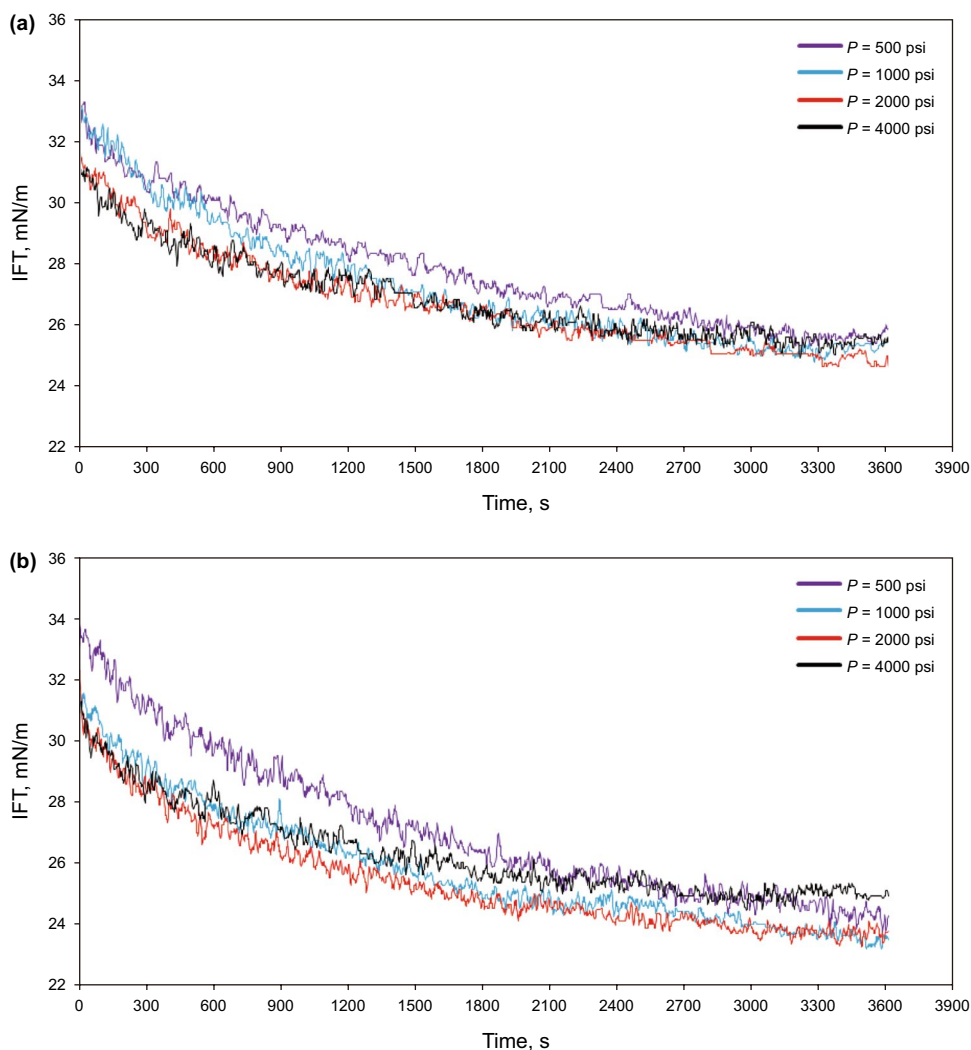 (a)
36
34
32
30
28
26
24
22
IFT, mN/m
P = 500 psi
P = 1000 psi
P = 2000 psi
P = 4000 psi
0 300 600 900 1200 1500 1800 2100 2400 2700 3000 3300 3600 3900
Time, s
(b)
36
34
32
30
28
26
24
22
IFT, mN/m
P = 500 psi
P = 1000 psi
P = 2000 psi
P = 4000 psi
0 300 600 900 1200 1500 1800 2100 2400 2700 3000 3300 3600 3900
Time, s